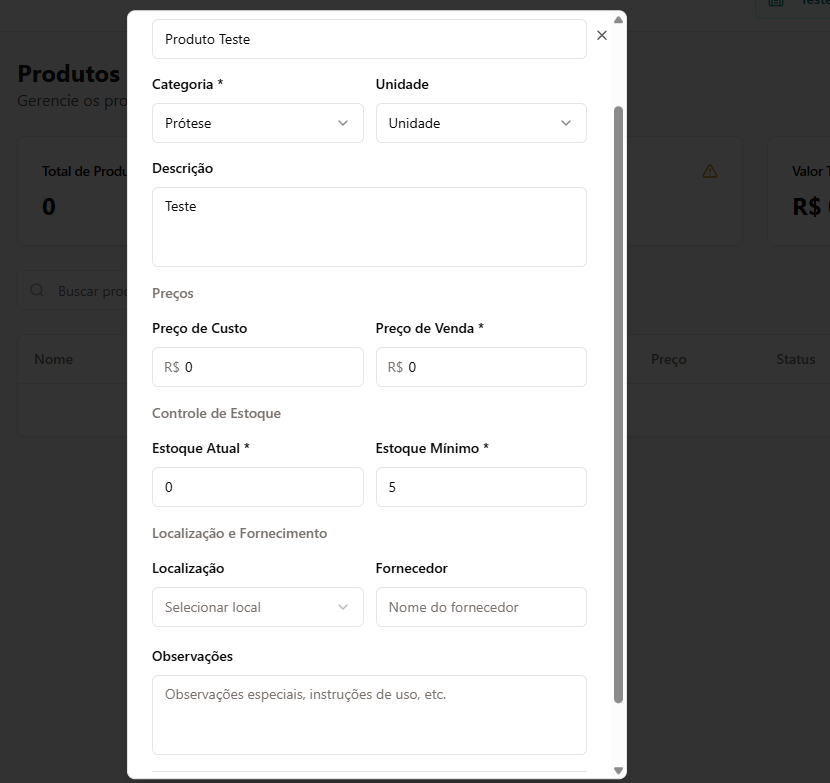 Teste
Produto Teste
Produtos
Gerencie os pro
Categoria *
Unidade
Prótese
Unidade
Total de Produ
0
Valor T
R$
Descrição
Teste
Buscar prod
Preços
Preço de Custo
Preço de Venda *
R$ 0
R$ 0
Nome
Preço
Status
Controle de Estoque
Estoque Atual *
Estoque Mínimo *
0
5
Localização e Fornecimento
Localização
Fornecedor
Selecionar local
Nome do fornecedor
Observações
Observações especiais, instruções de uso, etc.